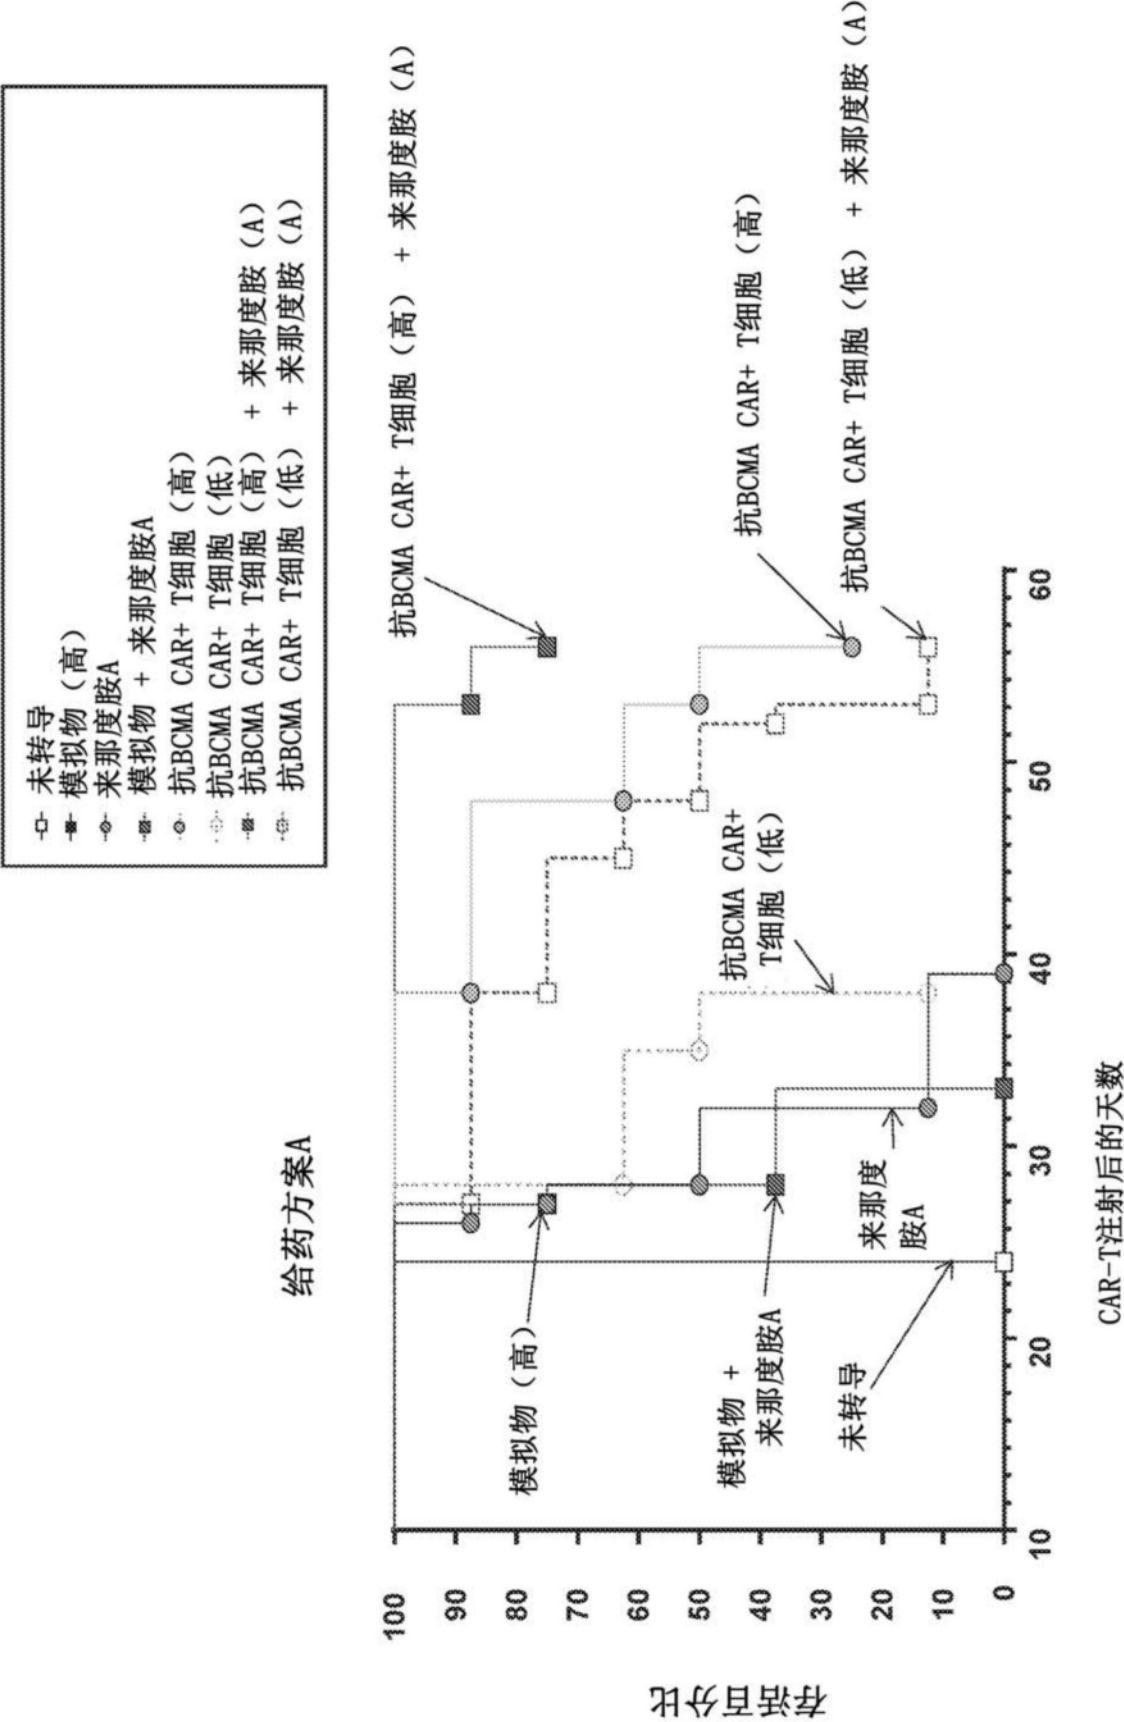 给药方案A
未转导
模拟物（高）
来那度胺A
模拟物 + 来那度胺A
抗BCMA CAR+ T细胞（高）
抗BCMA CAR+ T细胞（低）
抗BCMA CAR+ T细胞（高） + 来那度胺（A）
抗BCMA CAR+ T细胞（低） + 来那度胺（A）
存活百分比
100
90
80
70
60
50
40
30
20
10
0
抗BCMA CAR+ T细胞（高） + 来那度胺（A）
模拟物（高）
抗BCMA CAR+
T细胞（低）
抗BCMA CAR+ T细胞（高）
模拟物 +
来那度胺A
来那度
胺A
未转导
抗BCMA CAR+ T细胞（低） + 来那度胺（A）
10
20
30
40
50
60
CAR-T注射后的天数